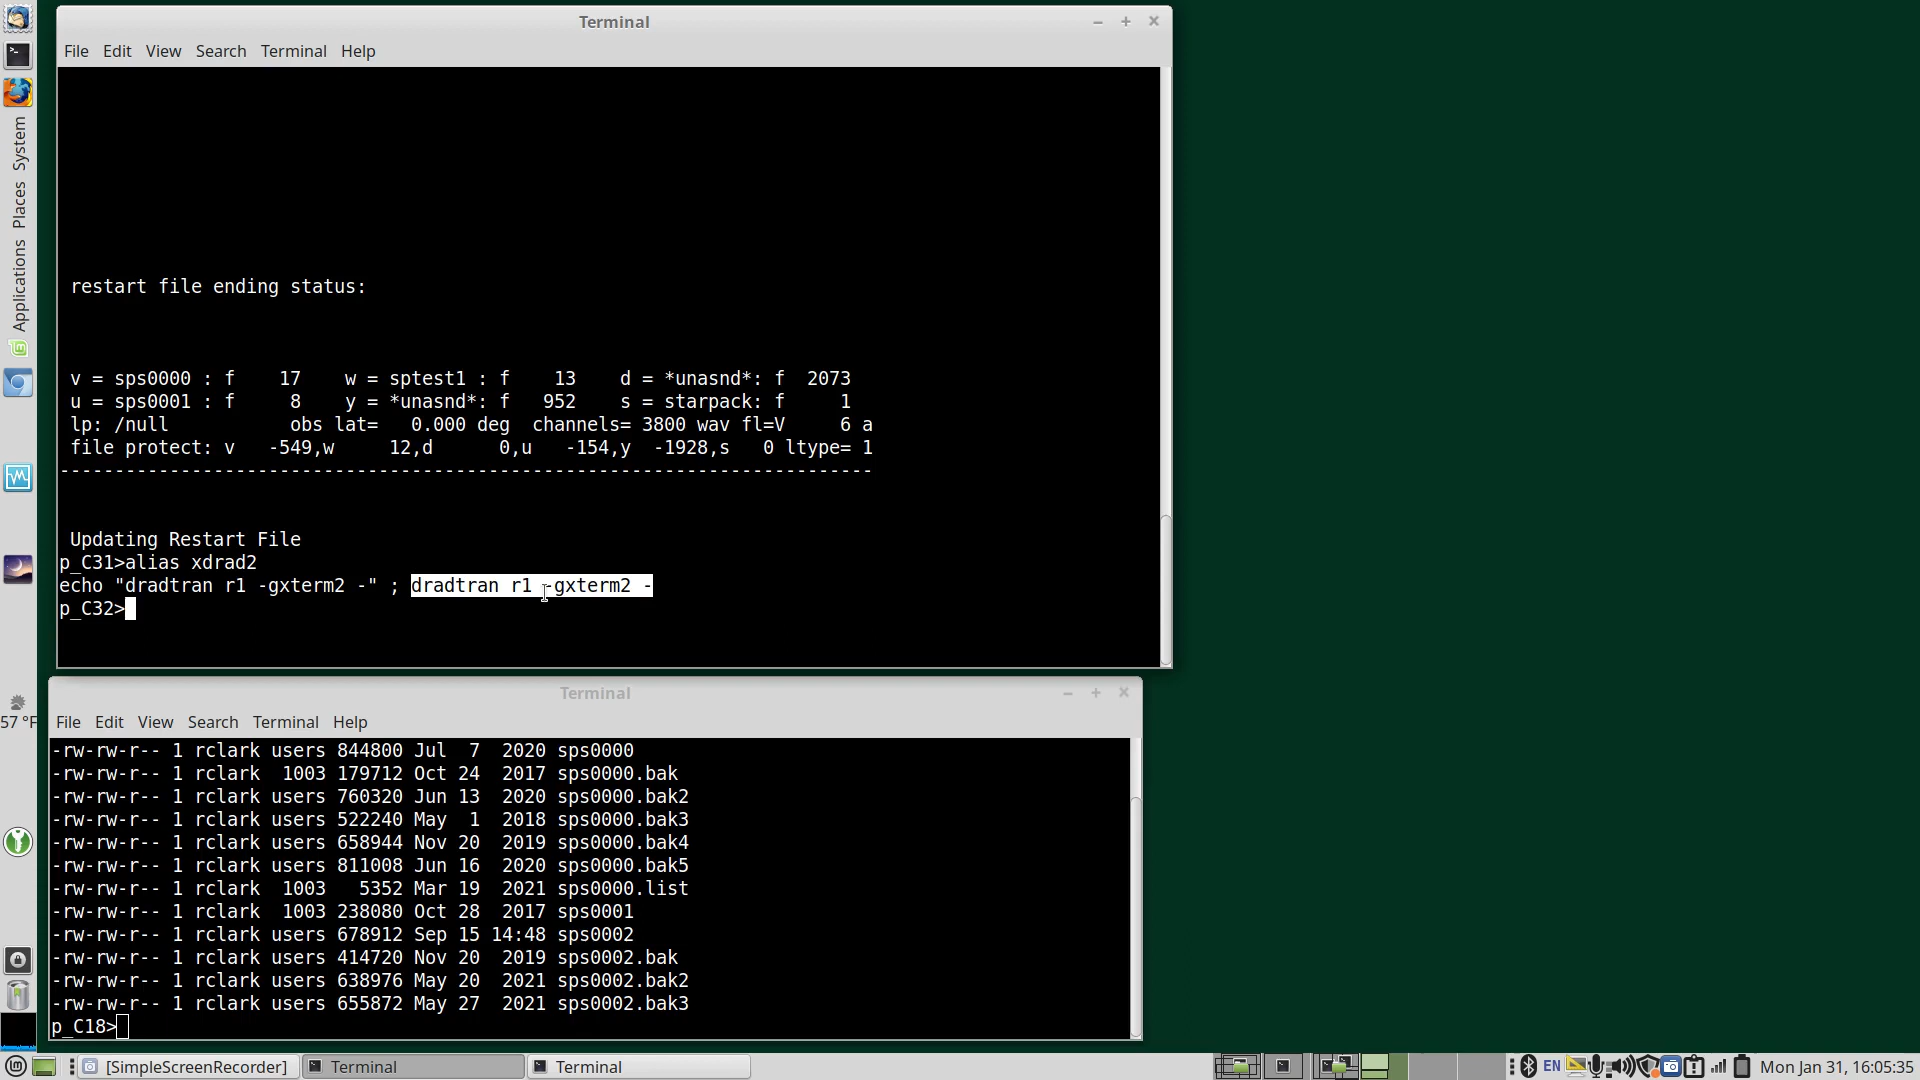 Terminal
File Edit View Search Terminal Help
restart file ending status:
v = sps0000 : f    17    w = sptest1 : f    13    d = *unasnd*: f  2073
u = sps0001 : f     8    y = *unasnd*: f   952    s = starpack: f     1
lp: /null           obs lat=   0.000 deg  channels= 3800 wav fl=V     6 a
file protect: v   -549,w     12,d      0,u   -154,y  -1928,s   0 ltype= 1
--------------------------------------------------------------------------
Updating Restart File
p_C31>alias xdrad2
echo "dradtran r1 -gxterm2 -" ; dradtran r1 -gxterm2 -
p_C32>
Terminal
File Edit View Search Terminal Help
-rw-rw-r-- 1 rclark users 844800 Jul  7  2020 sps0000
-rw-rw-r-- 1 rclark  1003 179712 Oct 24  2017 sps0000.bak
-rw-rw-r-- 1 rclark users 760320 Jun 13  2020 sps0000.bak2
-rw-rw-r-- 1 rclark users 522240 May  1  2018 sps0000.bak3
-rw-rw-r-- 1 rclark users 658944 Nov 20  2019 sps0000.bak4
-rw-rw-r-- 1 rclark users 811008 Jun 16  2020 sps0000.bak5
-rw-rw-r-- 1 rclark  1003   5352 Mar 19  2021 sps0000.list
-rw-rw-r-- 1 rclark  1003 238080 Oct 28  2017 sps0001
-rw-rw-r-- 1 rclark users 678912 Sep 15 14:48 sps0002
-rw-rw-r-- 1 rclark users 414720 Nov 20  2019 sps0002.bak
-rw-rw-r-- 1 rclark users 638976 May 20  2021 sps0002.bak2
-rw-rw-r-- 1 rclark users 655872 May 27  2021 sps0002.bak3
p_C18>
System
Places
Applications
57 °F
[SimpleScreenRecorder]
Terminal
Terminal
EN
Mon Jan 31, 16:05:35